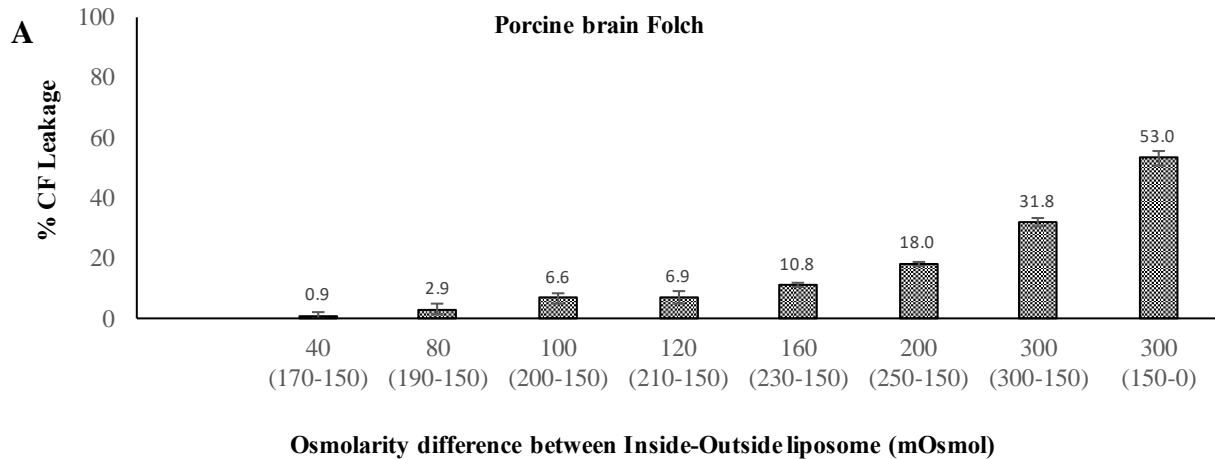 A
Porcine brain Folch
% CF Leakage
100
80
60
40
20
0
0.9
2.9
6.6
6.9
10.8
18.0
31.8
53.0
40 80 100 120 160 200 300 300
(170-150) (190-150) (200-150) (210-150) (230-150) (250-150) (300-150) (150-0)
Osmolarity difference between Inside-Outside liposome (mOsmol)